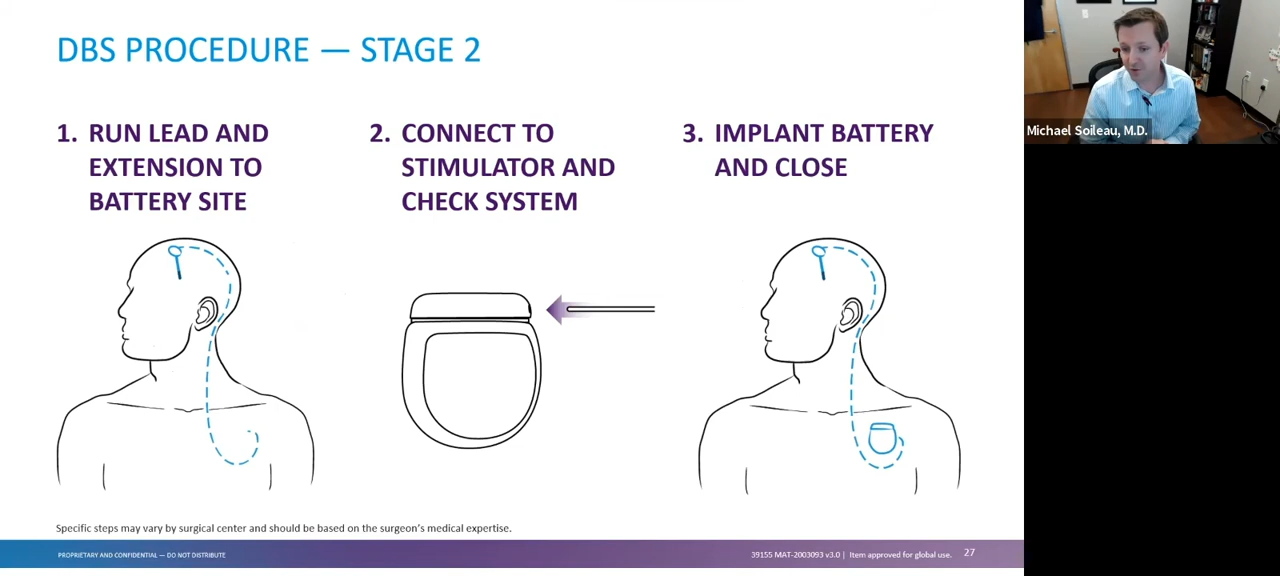 DBS PROCEDURE — STAGE 2
1. RUN LEAD AND
EXTENSION TO
BATTERY SITE
2. CONNECT TO
STIMULATOR AND
CHECK SYSTEM
3. IMPLANT BATTERY
AND CLOSE
Specific steps may vary by surgical center and should be based on the surgeon's medical expertise.
PROPRIETARY AND CONFIDENTIAL — DO NOT DISTRIBUTE
39155 MAT-2003093 v3.0 | Item approved for global use. 27
Michael Soileau, M.D.